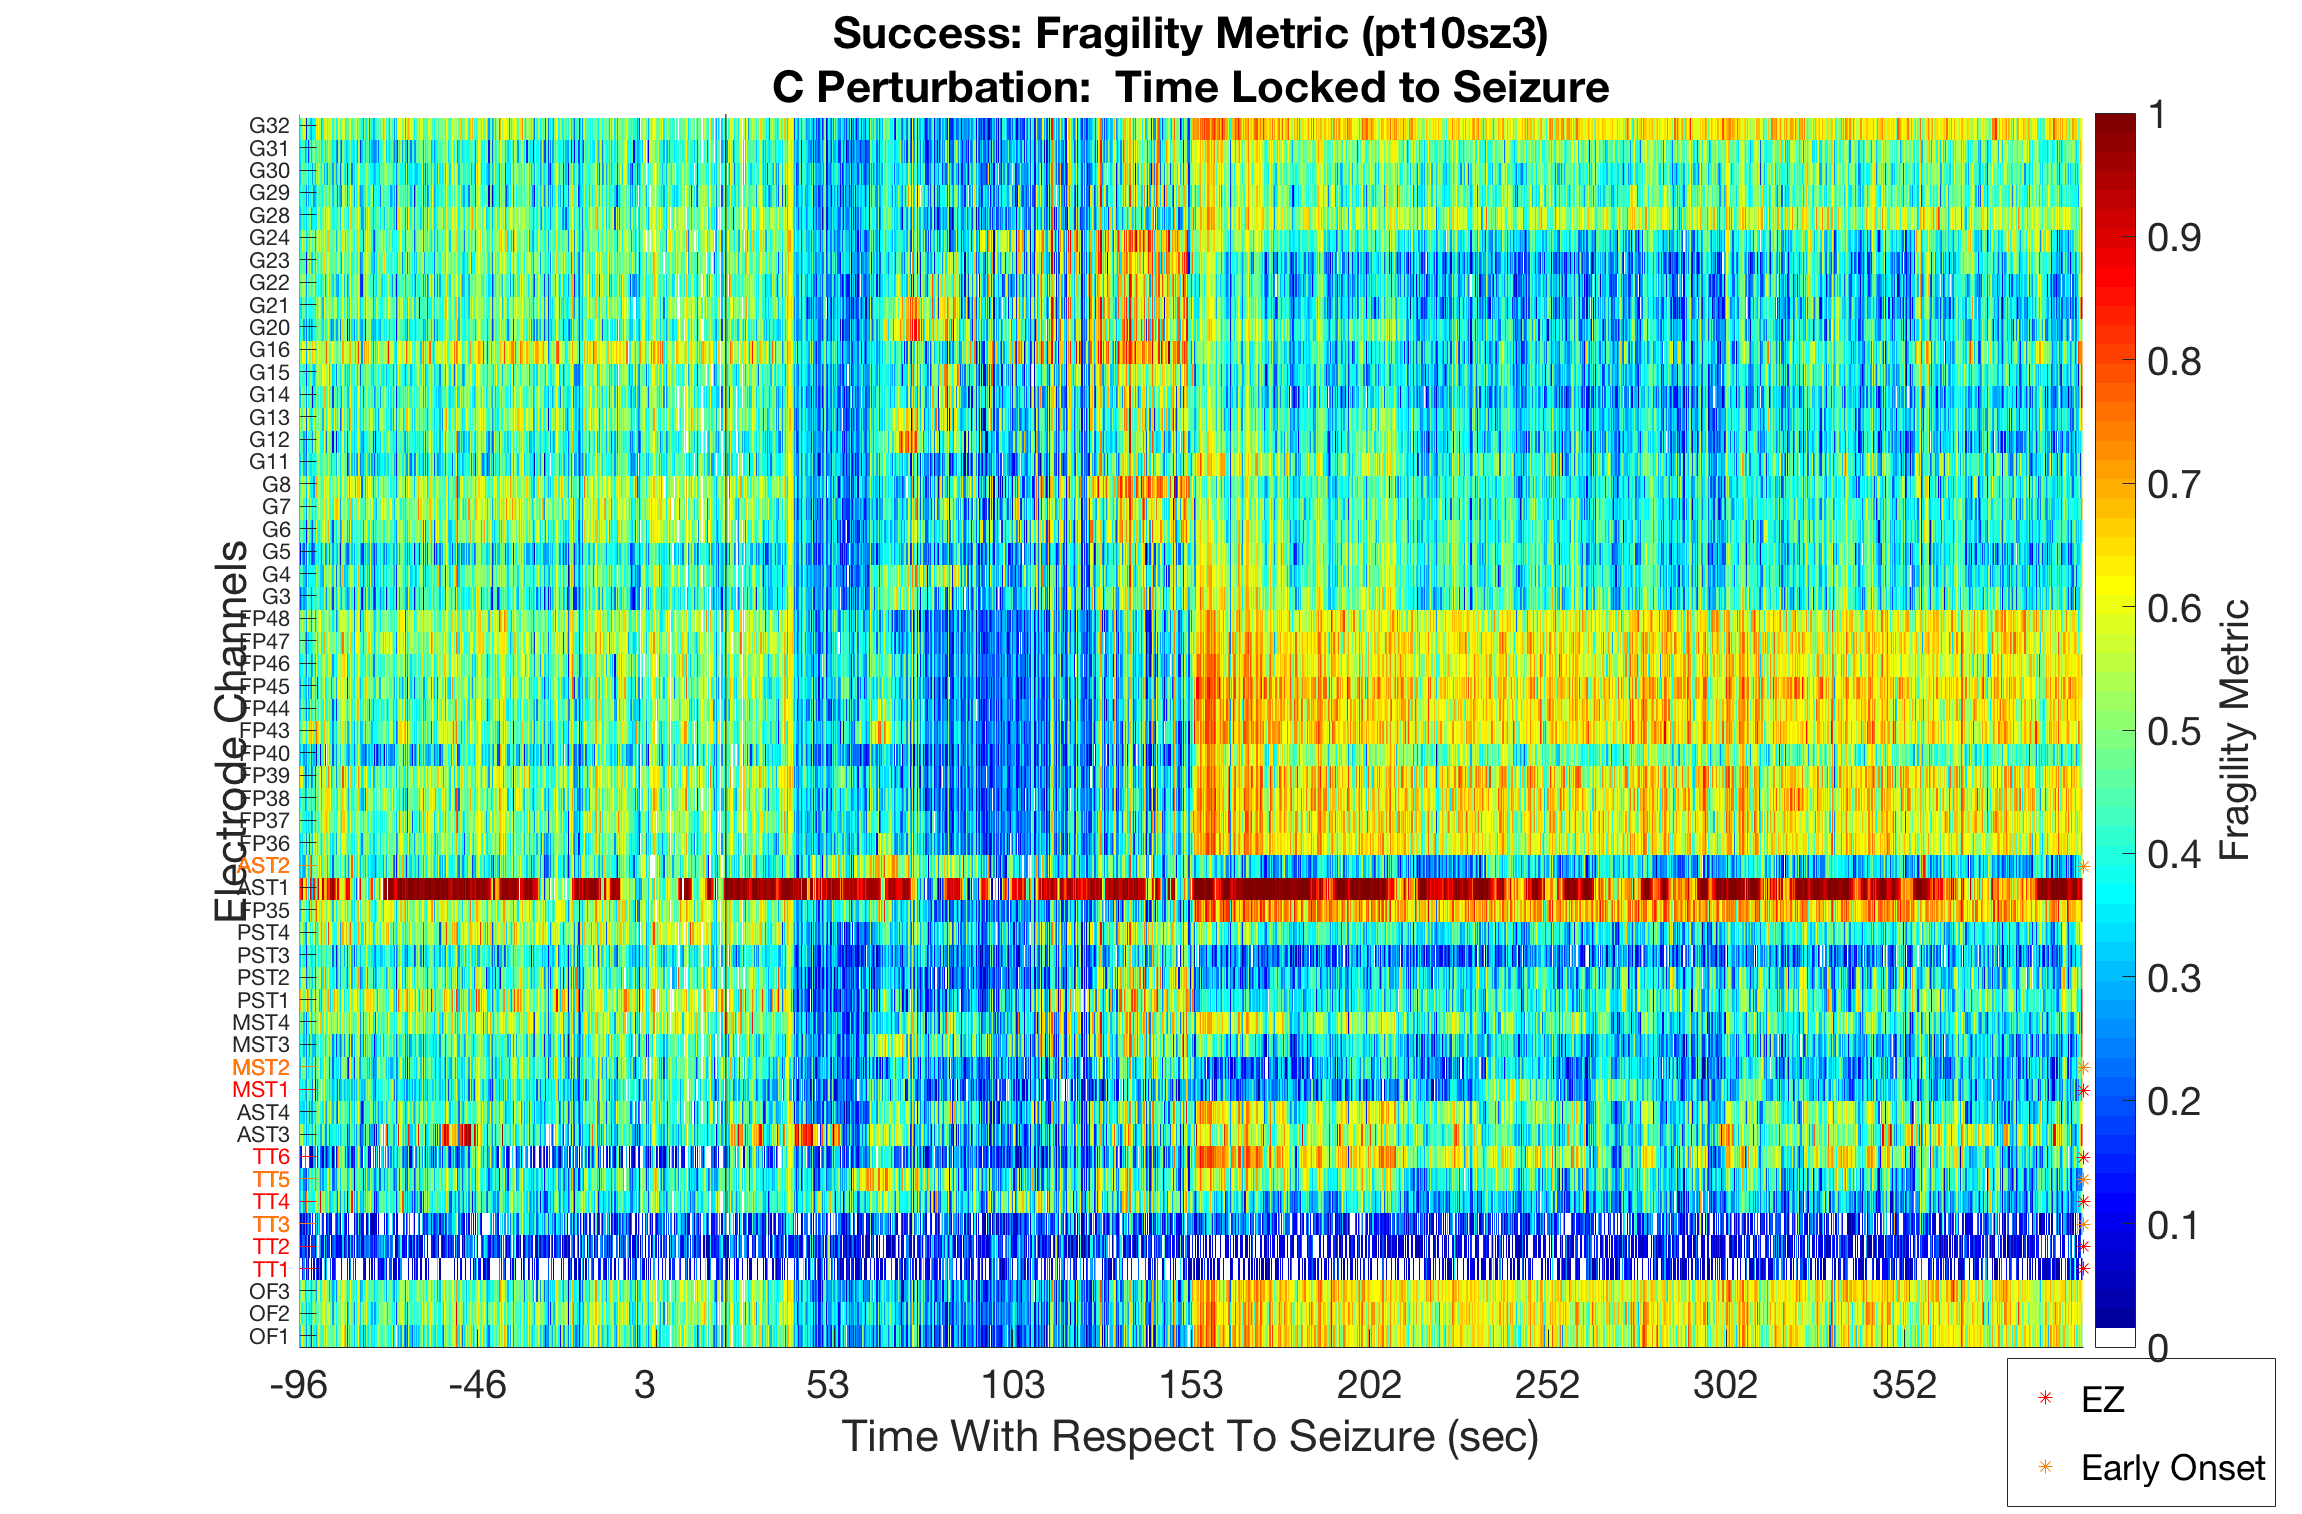 Success: Fragility Metric (pt10sz3)
C Perturbation: Time Locked to Seizure
Electrode Channels
G32
G31
G30
G29
G28
G24
G23
G22
G21
G20
G16
G15
G14
G13
G12
G11
G8
G7
G6
G5
G4
G3
FP48
FP47
FP46
FP45
FP44
FP43
FP40
FP39
FP38
FP37
FP36
AST2
AST1
FP35
PST4
PST3
PST2
PST1
MST4
MST3
MST2
MST1
AST4
AST3
TT6
TT5
TT4
TT3
TT2
TT1
OF3
OF2
OF1
-96 -46 3 53 103 153 202 252 302 352
Time With Respect To Seizure (sec)
1
0.9
0.8
0.7
0.6
0.5
0.4
0.3
0.2
0.1
0
Fragility Metric
EZ
Early Onset